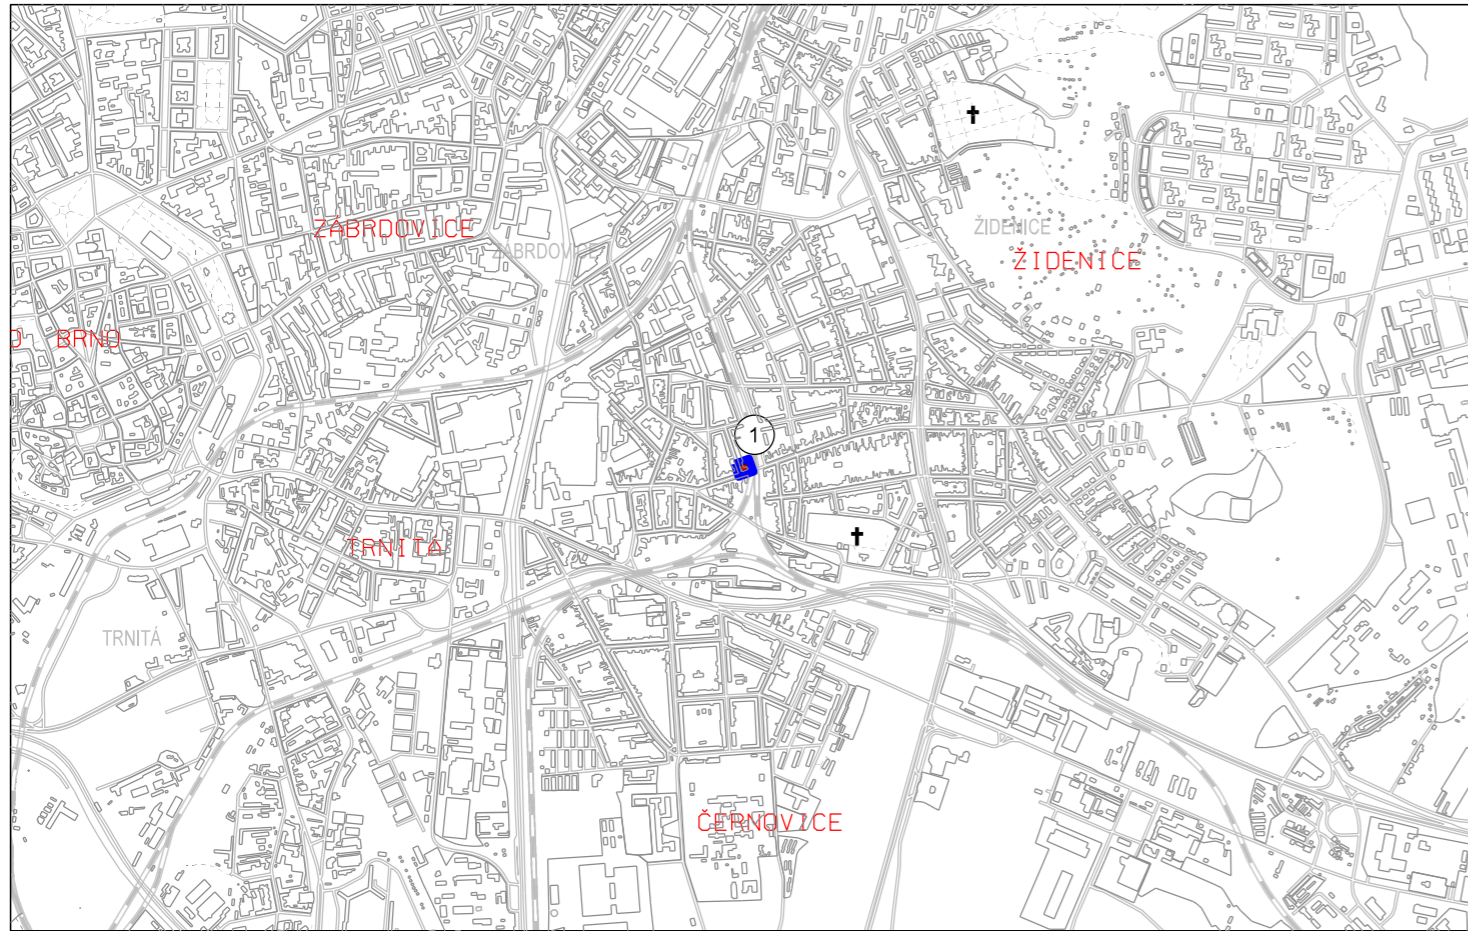 ZÁBRDOVICE
ZÁBRDOVICE
ŽIDENICE
ŽIDENICE
O BRNO
1
TRNITÁ
TRNITÁ
ČERNOVICE